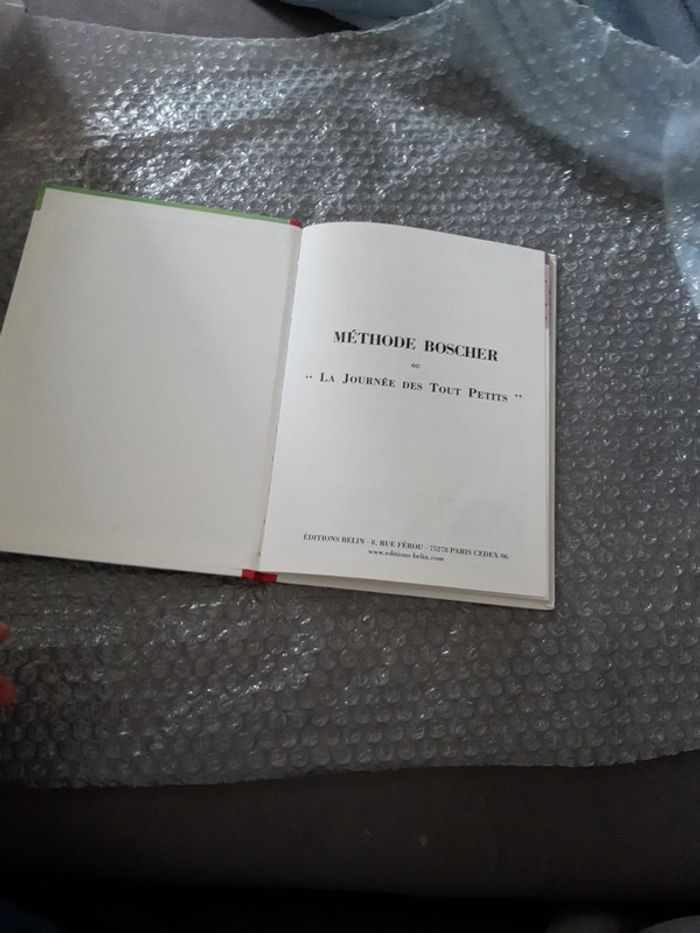 MÉTHODE BOSCHER
OU
“ LA JOURNÉE DES TOUT PETITS “
ÉDITIONS BELIN - 8, RUE FÉROU - 75278 PARIS CEDEX 06
www.editions-belin.com